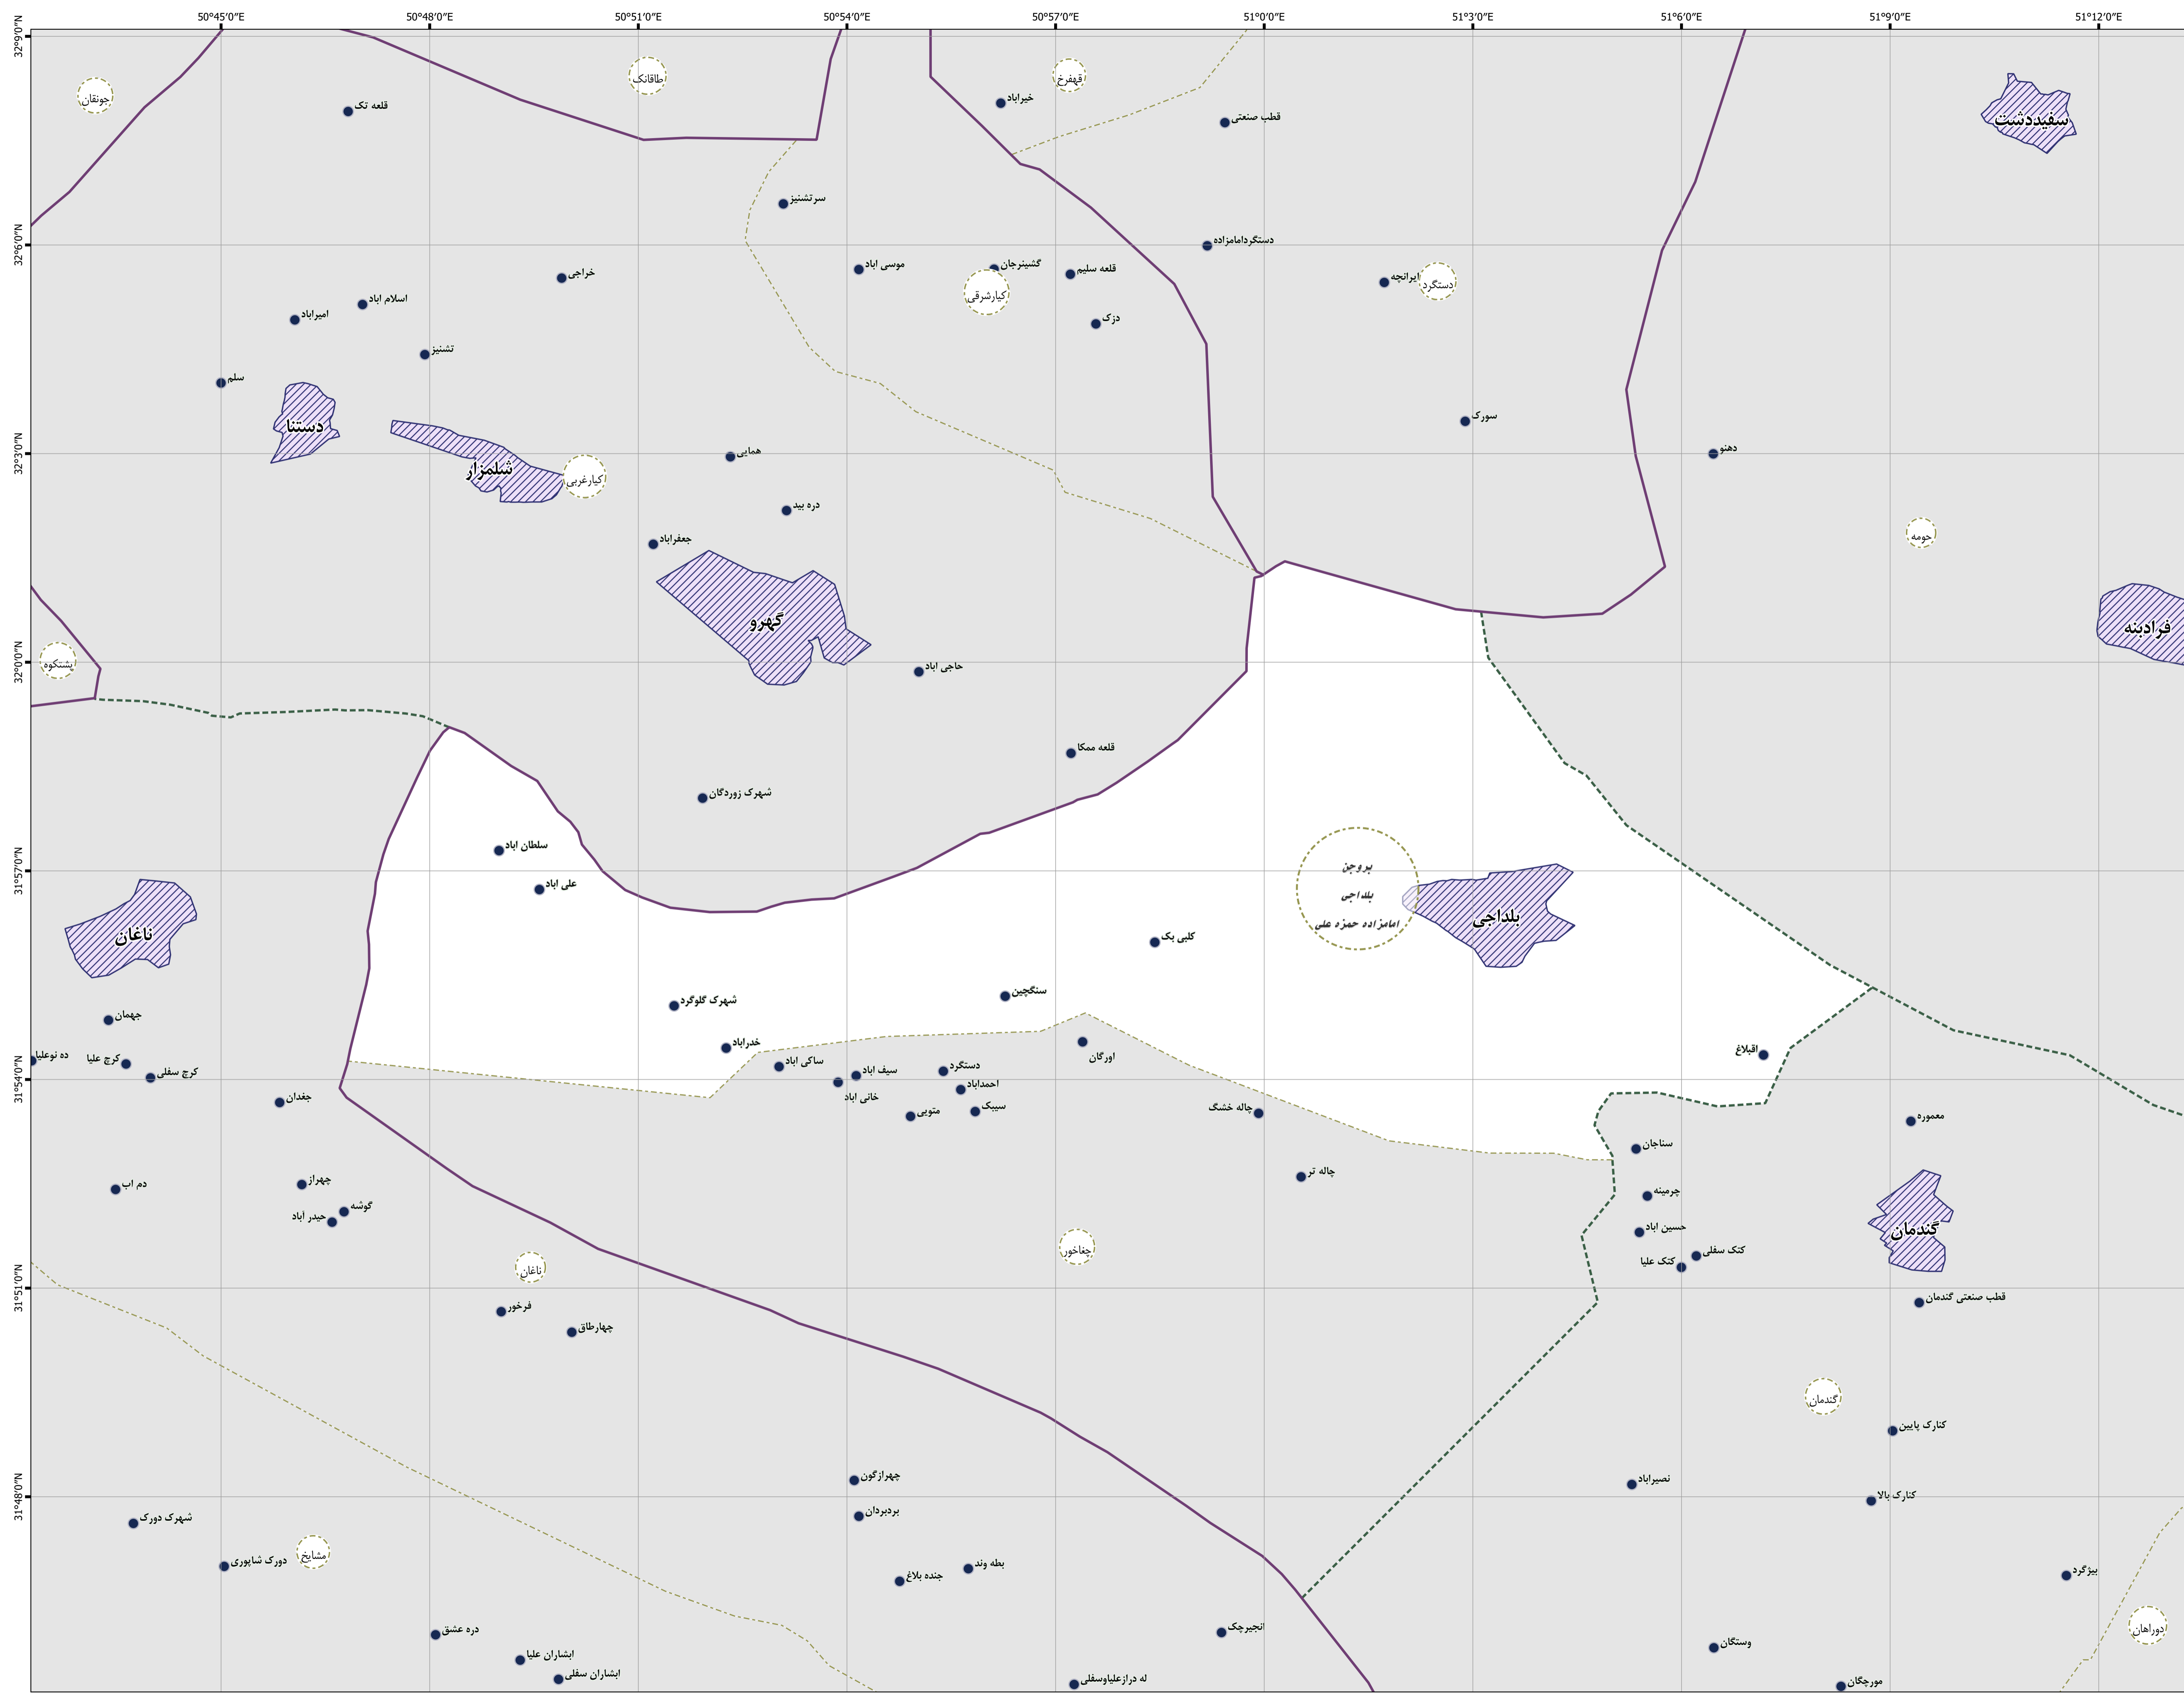 50°45'0"E 50°48'0"E 50°51'0"E 50°54'0"E 50°57'0"E 51°0'0"E 51°3'0"E 51°6'0"E 51°9'0"E 51°12'0"E
32°9'0"N
32°6'0"N
32°3'0"N
32°0'0"N
31°57'0"N
31°54'0"N
31°51'0"N
31°48'0"N
جونقان
طاقانک
قهفرخ
قلعه تک
خیراباد
قطب صنعتی
سفیددشت
سرتشنیز
دستگردامامزاده
خراجی
موسی اباد
گشینرجان
کیارشرقی
قلعه سلیم
ایرانچه
دستگرد
اسلام اباد
امیراباد
دزک
تشنیز
سلم
دستنا
شلمزار
کیارغربی
سورک
همایی
دهنو
دره بید
جعفراباد
حومه
گهرو
فرادبنه
پشتکوه
حاجی اباد
قلعه ممکا
شهرک زوردگان
سلطان اباد
علی اباد
بروجن
بلداجی
امامزاده حمزه علی
بلداجی
ناغان
کلبی بک
سنگچین
شهرک گلوگرد
جهمان
خدراباد
اورگان
اقبلاغ
ده نوعلیا
کرچ علیا
کرچ سفلی
ساکی اباد
سیف اباد
خانی اباد
دستگرد
احمداباد
سیبک
متویی
جغدان
چاله خشگ
معموره
سناجان
چاله تر
دم اب
چهراز
گوشه
حیدر آباد
چرمینه
حسین اباد
کتک سفلی
کتک علیا
گندمان
چغاخور
ناغان
فرخور
چهارطاق
قطب صنعتی گندمان
گندمان
کنارک پایین
چهرازگون
نصیراباد
کنارک بالا
بردبردان
شهرک دورک
مشایخ
دورک شاپوری
بطه وند
جنده بلاغ
بیژگرد
دوراهان
دره عشق
انجیرچک
وستگان
ابشاران علیا
ابشاران سفلی
له درازعلیاوسفلی
مورچگان